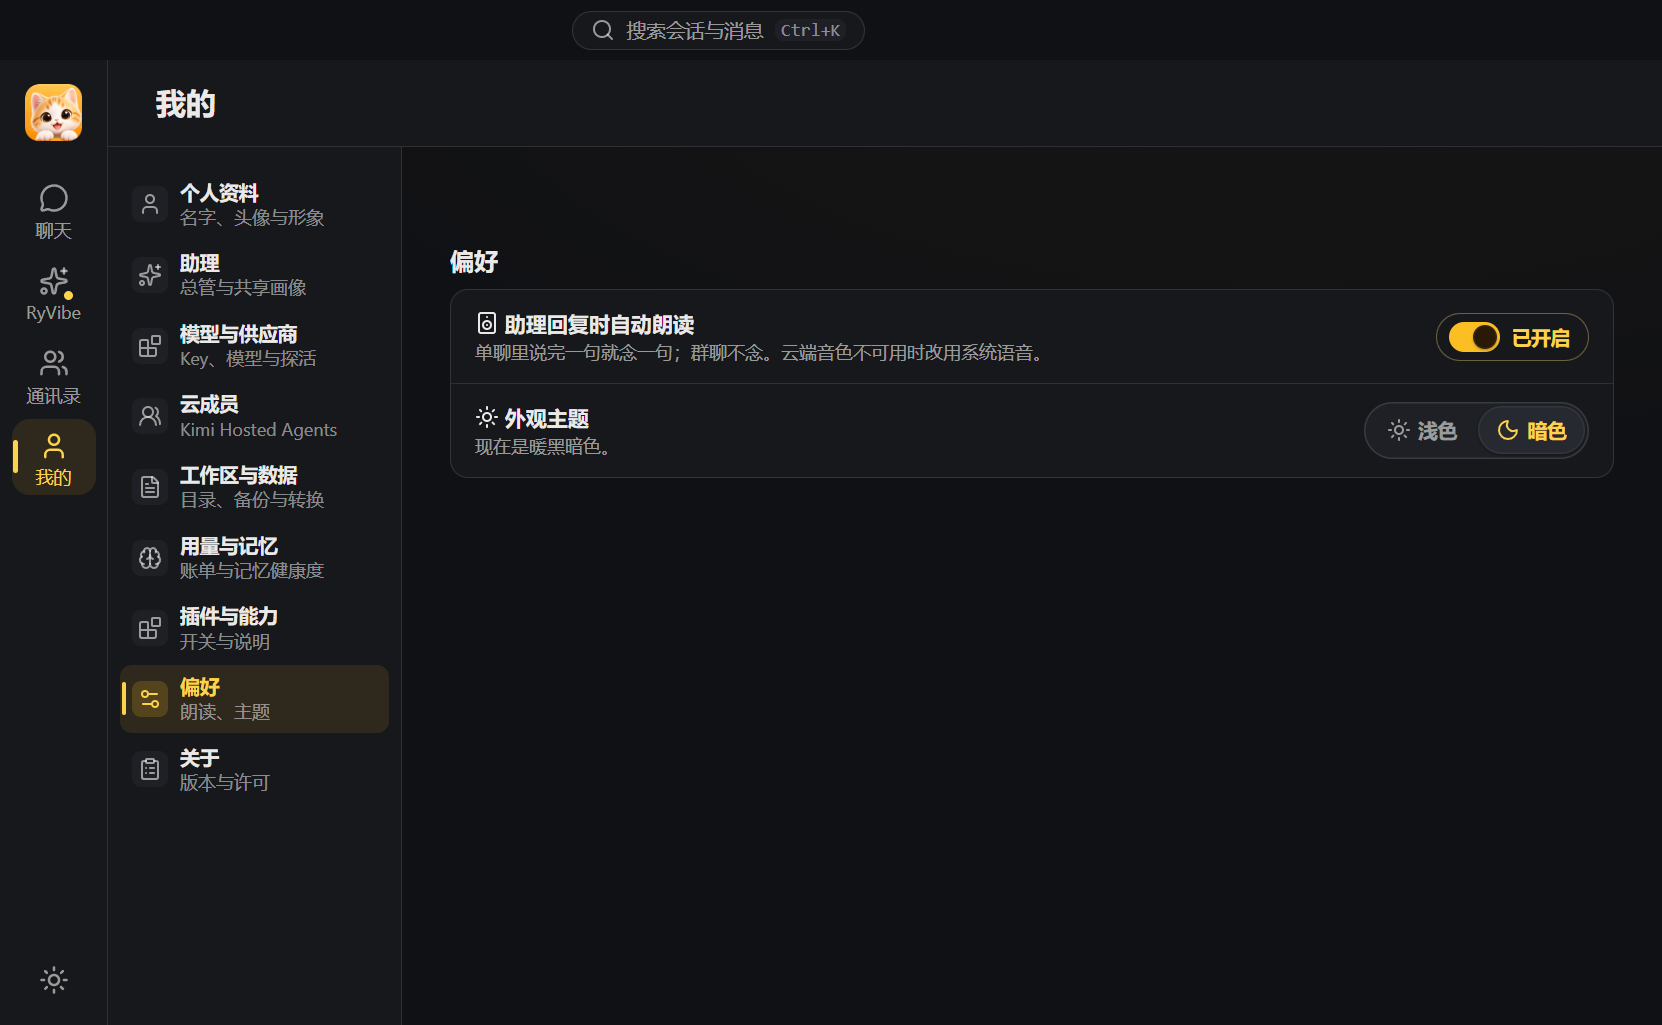 搜索会话与消息 Ctrl+K
我的
聊天
RyVibe
通讯录
我的
个人资料
名字、头像与形象
助理
总管与共享画像
模型与供应商
Key、模型与探活
云成员
Kimi Hosted Agents
工作区与数据
目录、备份与转换
用量与记忆
账单与记忆健康度
插件与能力
开关与说明
偏好
朗读、主题
关于
版本与许可
偏好
助理回复时自动朗读
单聊里说完一句就念一句；群聊不念。云端音色不可用时改用系统语音。
已开启
外观主题
现在是暖黑暗色。
浅色
暗色